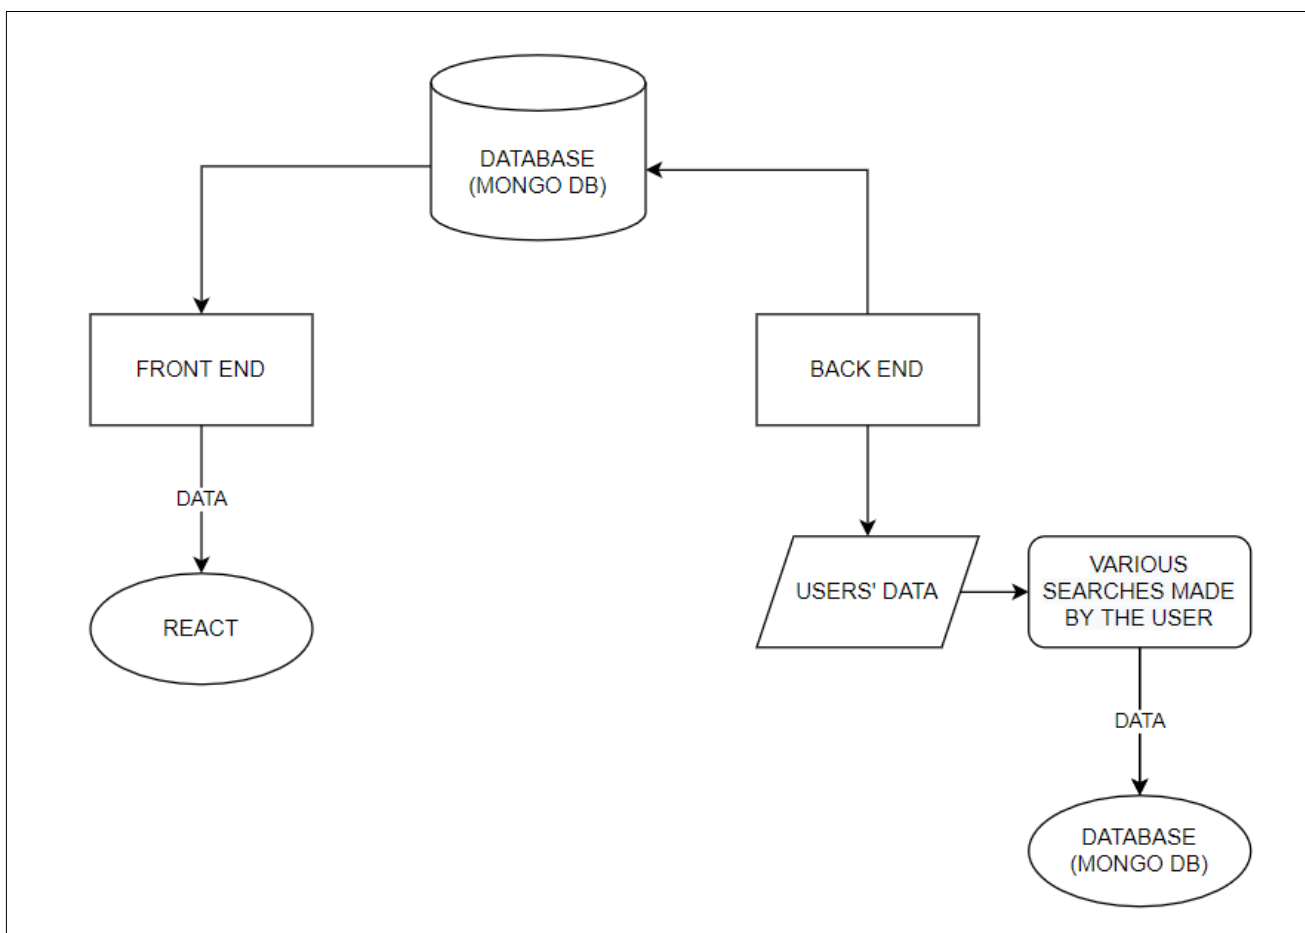 DATABASE
(MONGO DB)
FRONT END
BACK END
DATA
USERS' DATA
VARIOUS
SEARCHES MADE
BY THE USER
REACT
DATA
DATABASE
(MONGO DB)